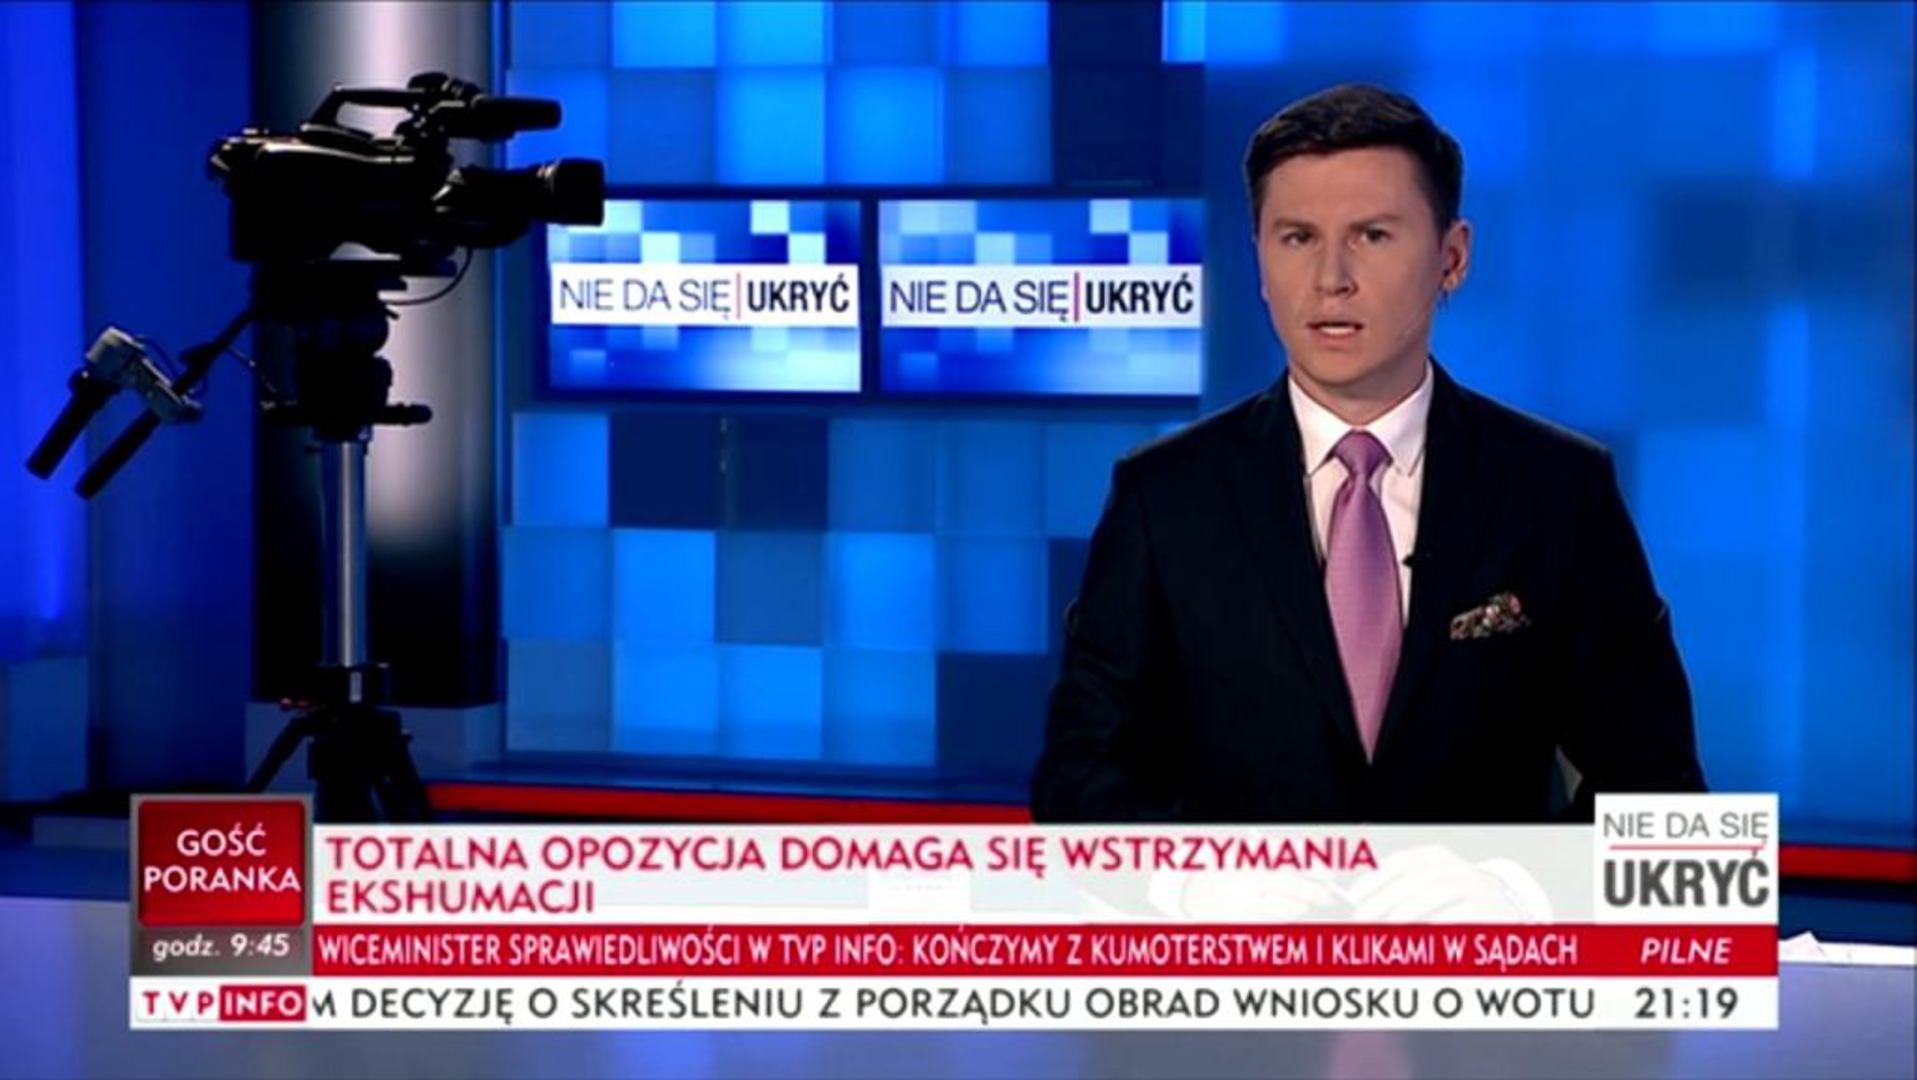 NIE DA SIĘ|UKRYĆ
NIE DA SIĘ|UKRYĆ
GOŚĆ
PORANKA
godz. 9:45
TOTALNA OPOZYCJA DOMAGA SIĘ WSTRZYMANIA
EKSHUMACJI
NIE DA SIĘ
UKRYĆ
WICEMINISTER SPRAWIEDLIWOŚCI W TVP INFO: KOŃCZYMY Z KUMOTERSTWEM I KLIKAMI W SĄDACH
PILNE
TVP INFO
M DECYZJĘ O SKREŚLENIU Z PORZĄDKU OBRAD WNIOSKU O WOTU
21:19